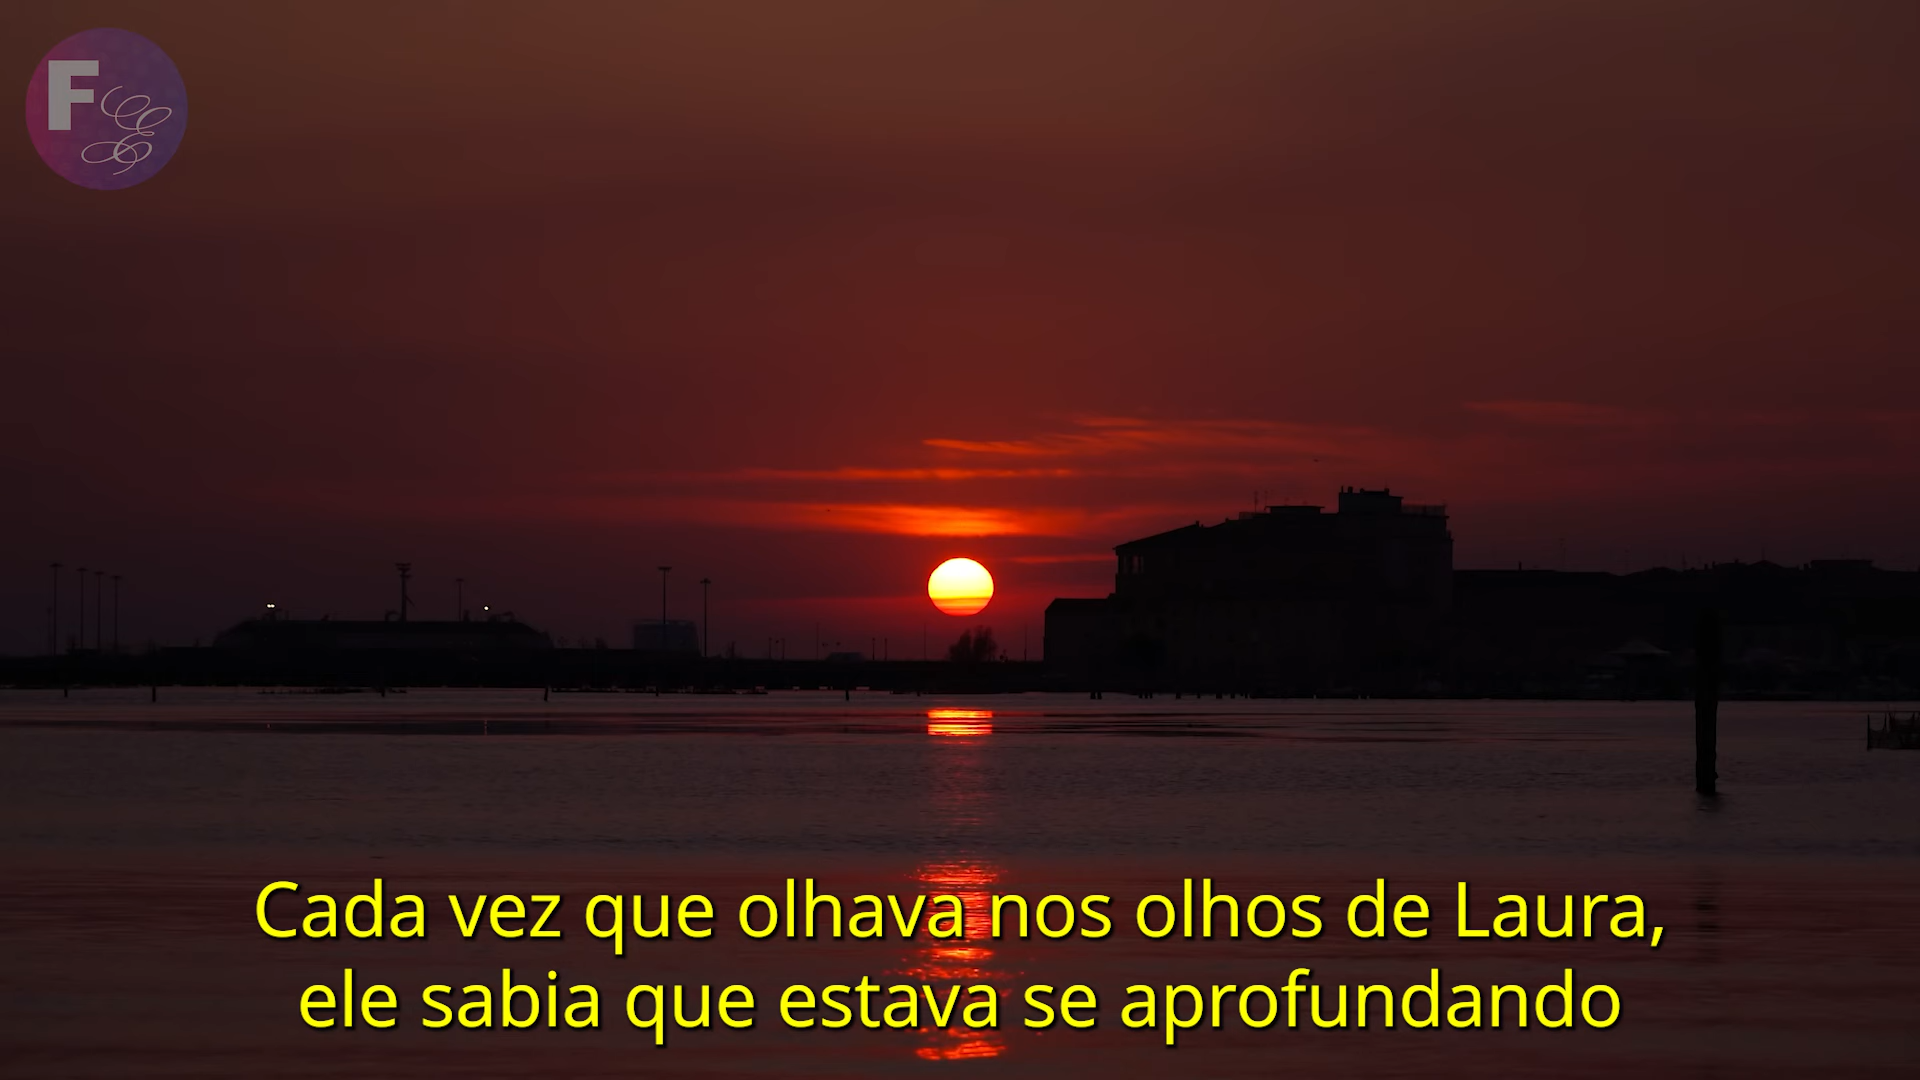 F E
Cada vez que olhava nos olhos de Laura,
ele sabia que estava se aprofundando